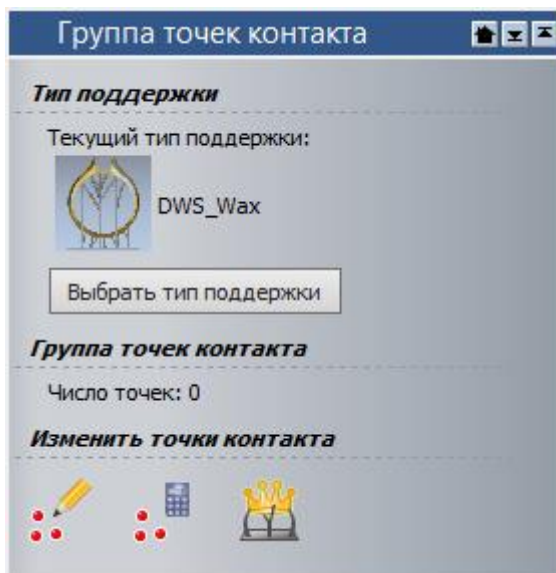 Группа точек контакта
Тип поддержки
Текущий тип поддержки:
DWS_Wax
Выбрать тип поддержки
Группа точек контакта
Число точек: 0
Изменить точки контакта